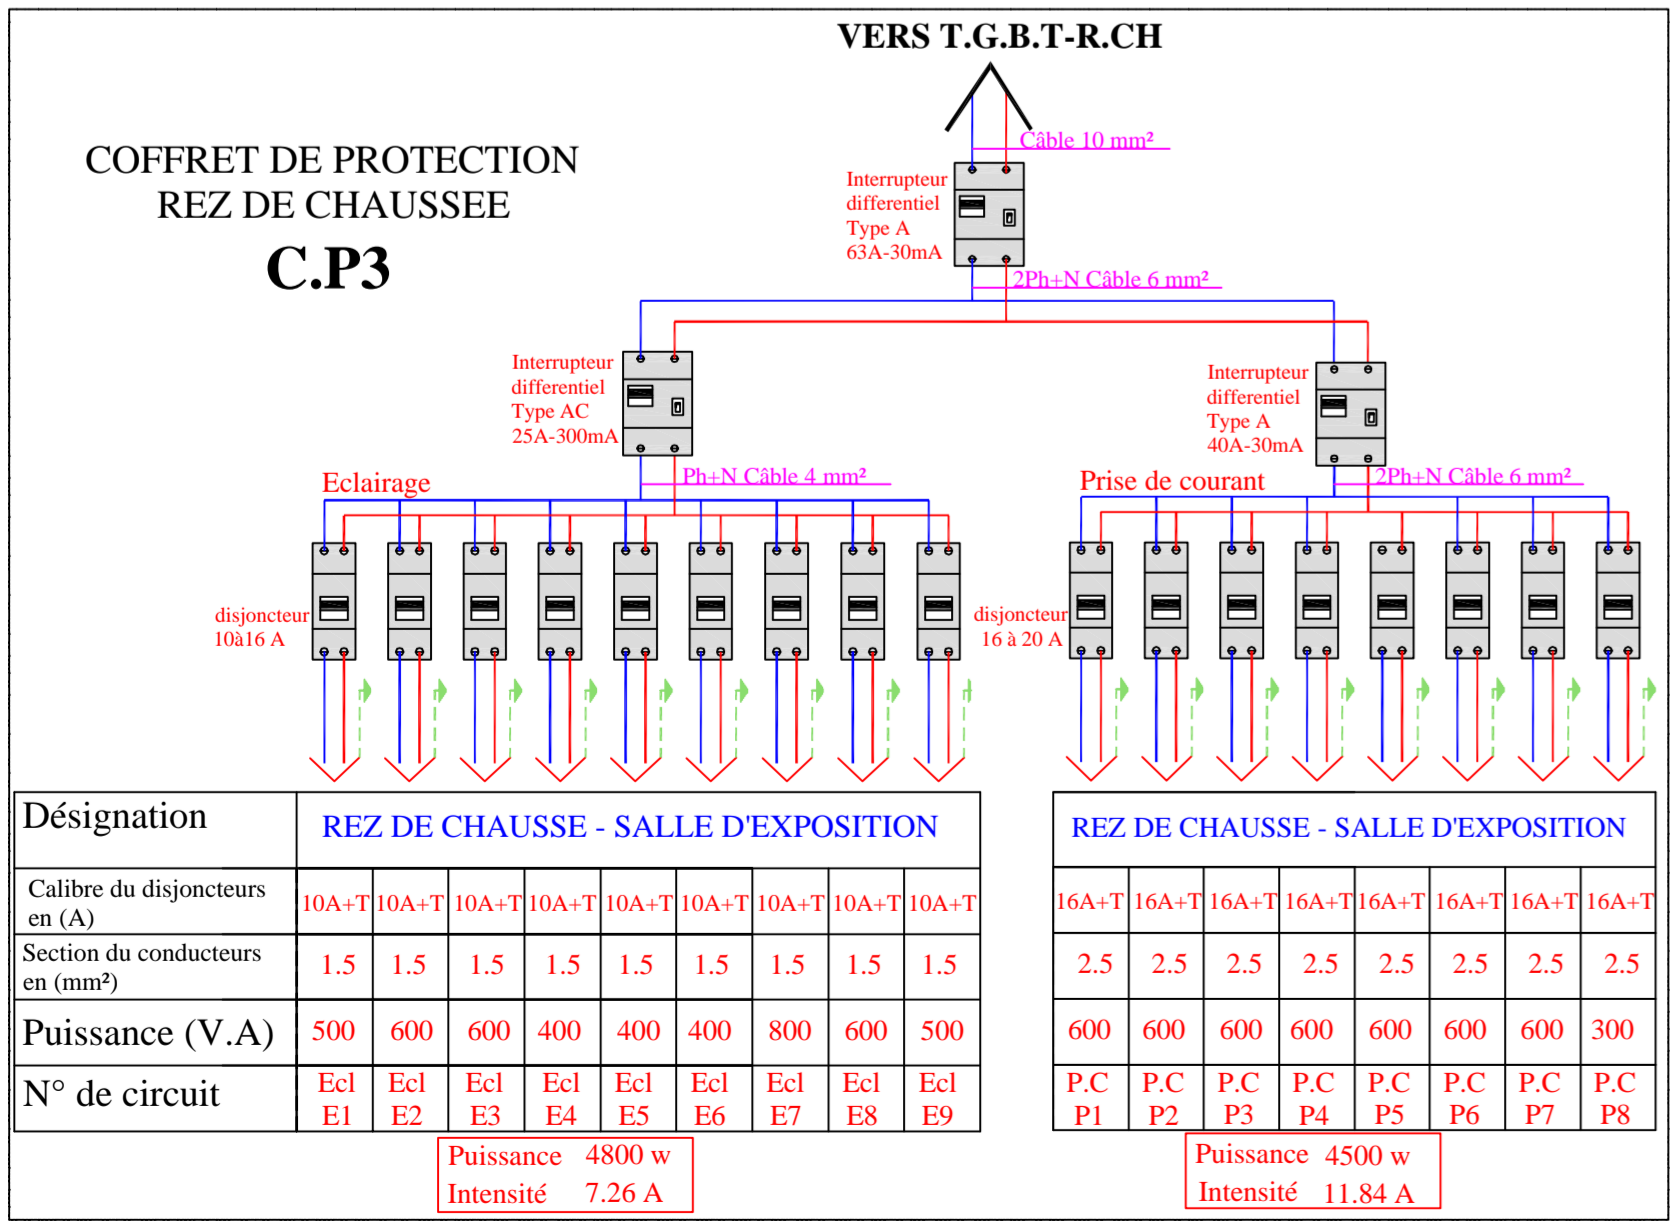 VERS T.G.B.T-R.CH
Câble 10 mm²
COFFRET DE PROTECTION
REZ DE CHAUSSEE
C.P3
Interrupteur
differentiel
Type A
63A-30mA
2Ph+N Câble 6 mm²
Interrupteur
differentiel
Type AC
25A-300mA
Interrupteur
differentiel
Type A
40A-30mA
Eclairage
Ph+N Câble 4 mm²
Prise de courant
2Ph+N Câble 6 mm²
disjoncteur
10à16 A
disjoncteur
16 à 20 A
Désignation
REZ DE CHAUSSE - SALLE D'EXPOSITION
REZ DE CHAUSSE - SALLE D'EXPOSITION
Calibre du disjoncteurs
en (A)
10A+T 10A+T 10A+T 10A+T 10A+T 10A+T 10A+T 10A+T 10A+T
16A+T 16A+T 16A+T 16A+T 16A+T 16A+T 16A+T 16A+T
Section du conducteurs
en (mm²)
1.5 1.5 1.5 1.5 1.5 1.5 1.5 1.5 1.5
2.5 2.5 2.5 2.5 2.5 2.5 2.5 2.5
Puissance (V.A)
500 600 600 400 400 400 800 600 500
600 600 600 600 600 600 600 300
N° de circuit
Ecl Ecl Ecl Ecl Ecl Ecl Ecl Ecl Ecl
E1 E2 E3 E4 E5 E6 E7 E8 E9
P.C P.C P.C P.C P.C P.C P.C P.C
P1 P2 P3 P4 P5 P6 P7 P8
Puissance 4800 w
Intensité 7.26 A
Puissance 4500 w
Intensité 11.84 A